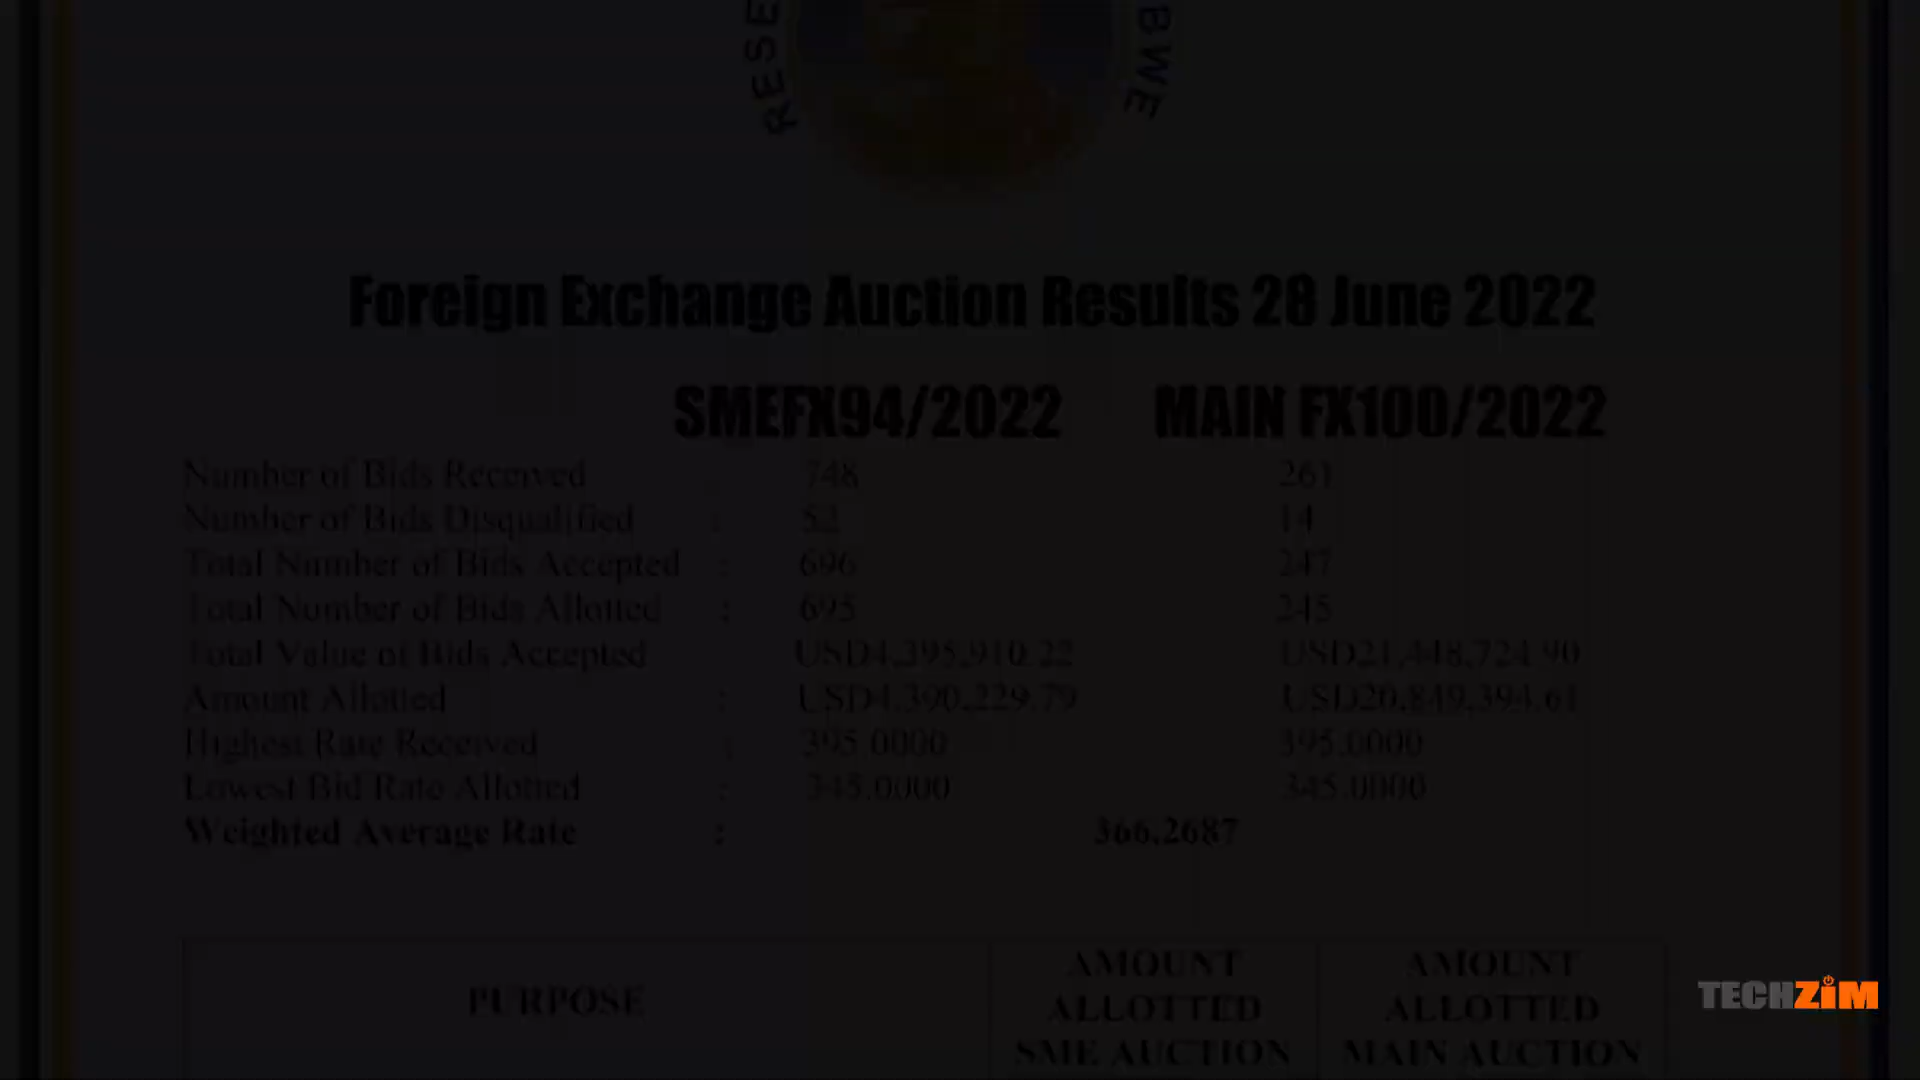 RESE BWE
Foreign Exchange Auction Results 28 June 2022
SMEFX94/2022 MAIN FX100/2022
Number of Bids Received 748 261
Number of Bids Disqualified : 52 14
Total Number of Bids Accepted : 696 247
Total Number of Bids Allotted : 695 245
Total Value of Bids Accepted USD4,395,910.22 USD21,448,724.90
Amount Allotted : USD4,390,229.79 USD20,849,394.61
Highest Rate Received : 395.0000 395.0000
Lowest Bid Rate Allotted : 345.0000 345.0000
Weighted Average Rate : 366.2687
PURPOSE AMOUNT ALLOTTED SME AUCTION AMOUNT ALLOTTED MAIN AUCTION
TECHZIM